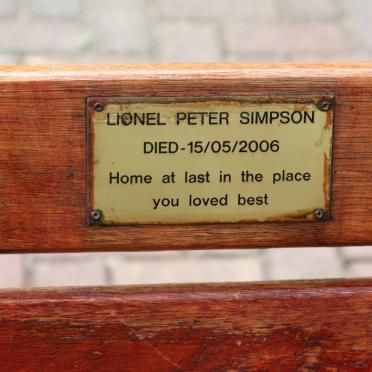 LIONEL PETER SIMPSON
DIED-15/05/2006
Home at last in the place
you loved best